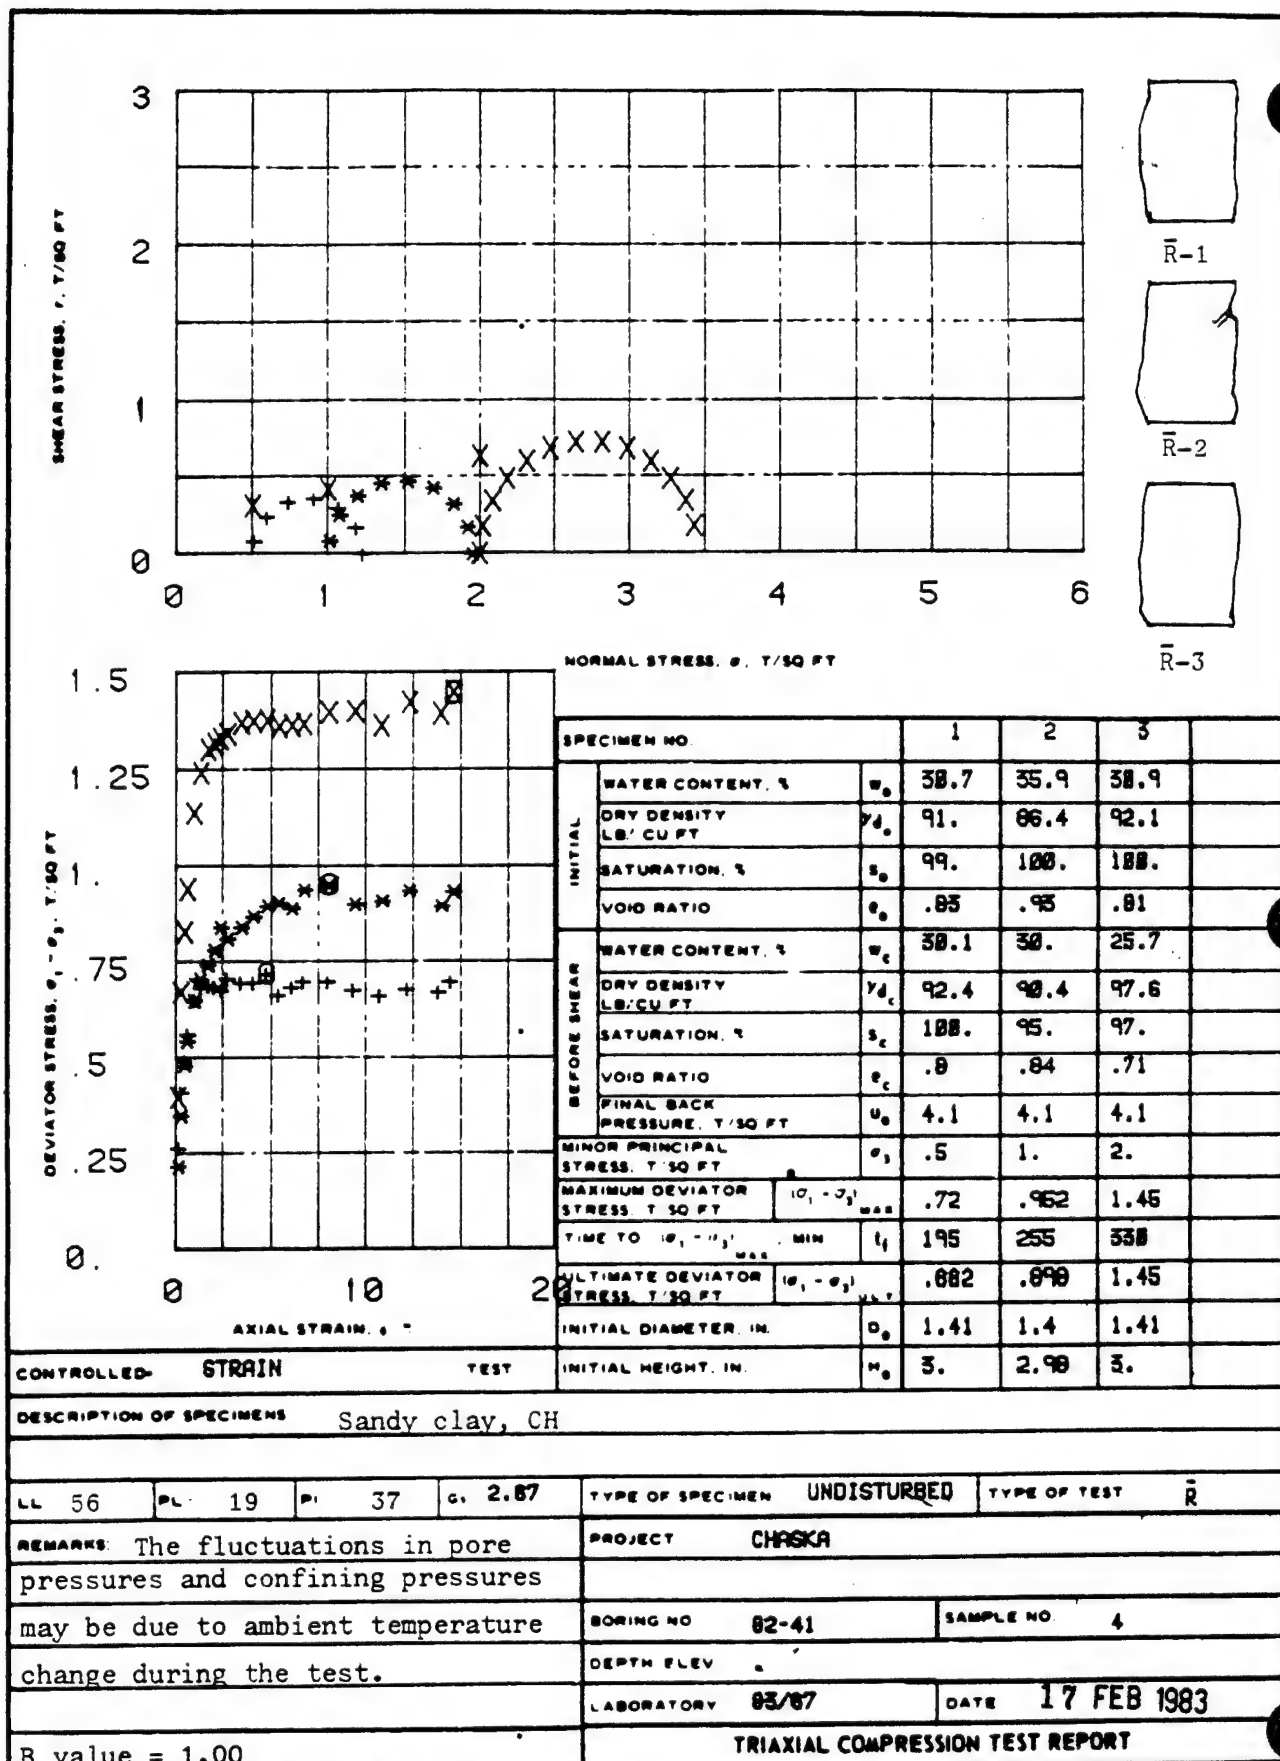 3
2
1
0
SHEAR STRESS, τ, T/SQ FT
0 1 2 3 4 5 6
NORMAL STRESS, σ, T/SQ FT
R̄-1
R̄-2
R̄-3
1.5
1.25
1.
.75
.5
.25
0.
DEVIATOR STRESS, σ₁ - σ₃, T/SQ FT
0 10 20
AXIAL STRAIN, ε
SPECIMEN NO. 1 2 3
INITIAL
WATER CONTENT, % w₀ 30.7 35.9 30.9
DRY DENSITY LB/CU FT γd₀ 91. 86.4 92.1
SATURATION, % s₀ 99. 100. 100.
VOID RATIO e₀ .83 .93 .81
BEFORE SHEAR
WATER CONTENT, % w_c 30.1 30. 25.7
DRY DENSITY LB/CU FT γd_c 92.4 90.4 97.6
SATURATION, % s_c 100. 95. 97.
VOID RATIO e_c .8 .84 .71
FINAL BACK PRESSURE, T/SQ FT u₀ 4.1 4.1 4.1
MINOR PRINCIPAL STRESS, T/SQ FT σ₃ .5 1. 2.
MAXIMUM DEVIATOR STRESS, T/SQ FT (σ₁ - σ₃) MAX .72 .952 1.45
TIME TO (σ₁ - σ₃) MAX, MIN t_f 195 255 330
ULTIMATE DEVIATOR STRESS, T/SQ FT (σ₁ - σ₃) ULT .682 .890 1.45
INITIAL DIAMETER, IN. D₀ 1.41 1.4 1.41
CONTROLLED- STRAIN TEST
INITIAL HEIGHT, IN. H₀ 3. 2.98 3.
DESCRIPTION OF SPECIMENS Sandy clay, CH
LL 56 PL 19 PI 37 Gs 2.67
TYPE OF SPECIMEN UNDISTURBED TYPE OF TEST R̄
REMARKS: The fluctuations in pore
pressures and confining pressures
may be due to ambient temperature
change during the test.
B value = 1.00
PROJECT CHASKA
BORING NO 82-41 SAMPLE NO. 4
DEPTH ELEV
LABORATORY 83/87 DATE 17 FEB 1983
TRIAXIAL COMPRESSION TEST REPORT